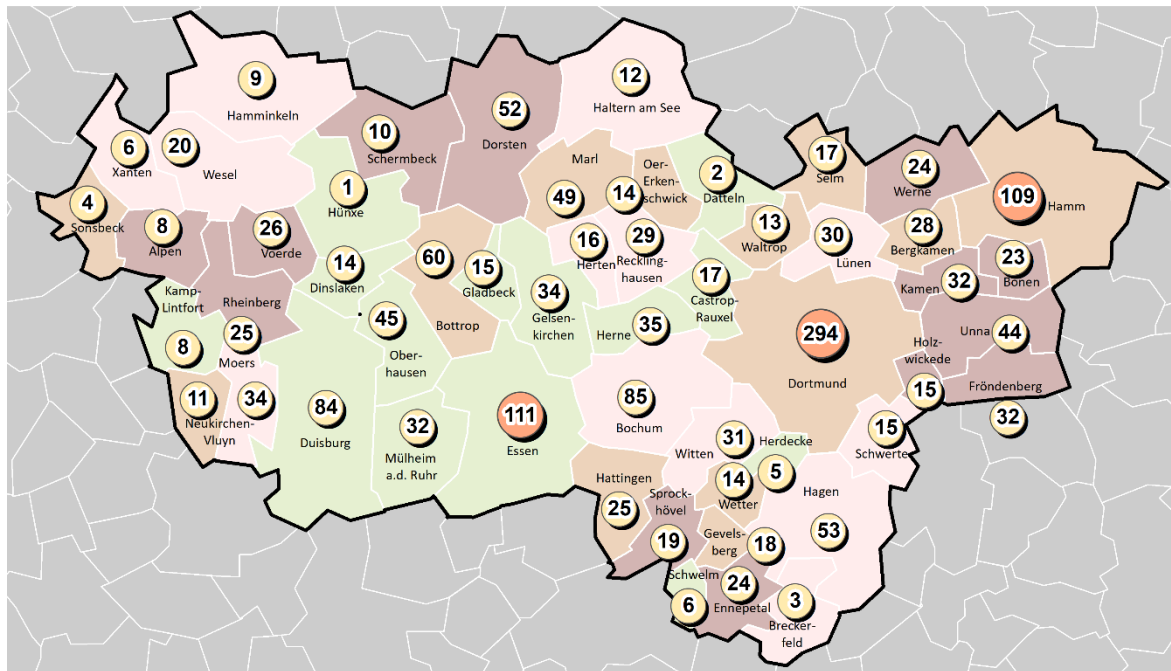 9
Hamminkeln
12
Haltern am See
52
Dorsten
10
Schermbeck
6
Xanten
20
Wesel
17
Selm
24
Werne
109
Hamm
Marl
49
Oer-
Erken-
schwick
14
2
Datteln
1
Hünxe
4
Sonsbeck
8
Alpen
26
Voerde
13
Waltrop
30
Lünen
28
Bergkamen
23
Bönen
16
Herten
29
Reckling-
hausen
14
Dinslaken
60
Bottrop
15
Gladbeck
34
Gelsen-
kirchen
17
Castrop-
Rauxel
32
Kamen
Kamp-
Lintfort
8
Rheinberg
25
Moers
34
45
Ober-
hausen
Herne
35
294
Dortmund
Unna
44
Holz-
wickede
15
Fröndenberg
32
11
Neukirchen-
Vluyn
84
Duisburg
32
Mülheim
a.d. Ruhr
111
Essen
85
Bochum
31
Witten
Herdecke
5
15
Schwerte
Hattingen
25
Sprock-
hövel
19
14
Wetter
Hagen
53
Gevels-
berg
18
Schwelm
6
24
Ennepetal
3
Brecker-
feld